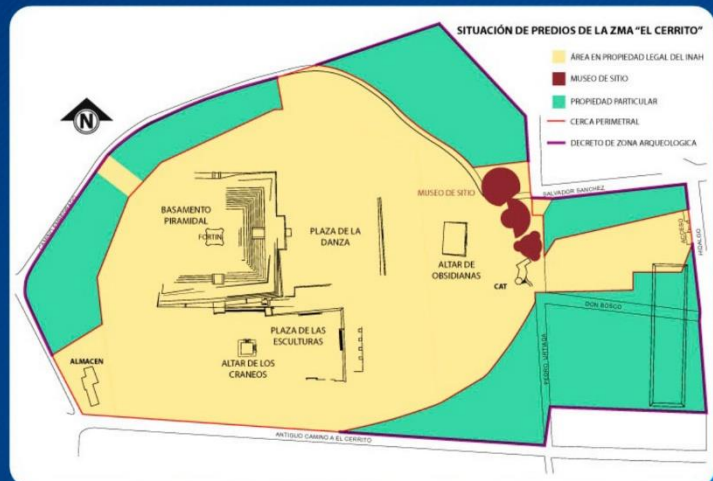 SITUACIÓN DE PREDIOS DE LA ZMA "EL CERRITO"
ÁREA EN PROPIEDAD LEGAL DEL INAH
MUSEO DE SITIO
PROPIEDAD PARTICULAR
CERCA PERIMETRAL
DECRETO DE ZONA ARQUEOLOGICA
N
MUSEO DE SITIO
SALVADOR SANCHEZ
BASAMENTO
PIRAMIDAL
FORTIN
PLAZA DE LA
DANZA
ALTAR DE
OBSIDIANAS
CAT
ACCESO
HIDALGO
DON BOSCO
PLAZA DE LAS
ESCULTURAS
ALTAR DE LOS
CRANEOS
ALMACEN
ANTIGUO CAMINO A EL CERRITO